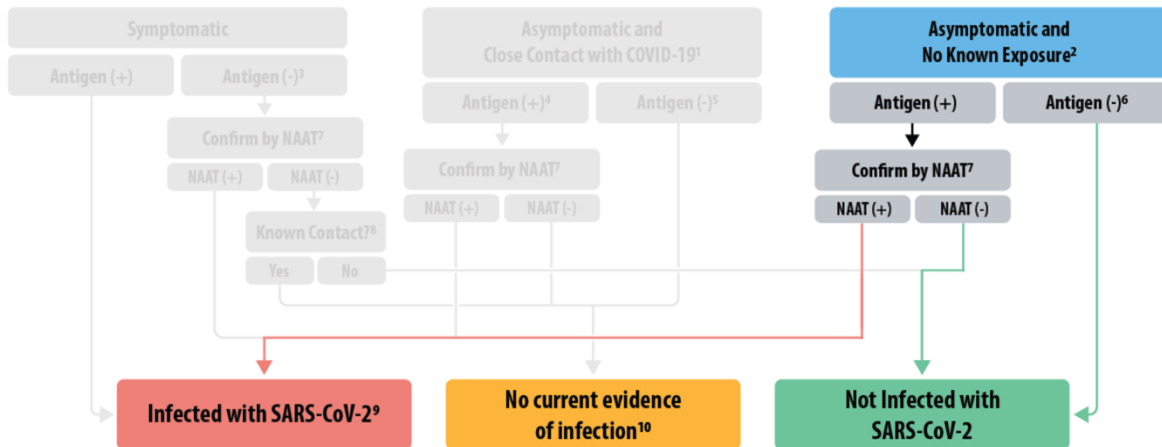 Symptomatic
Antigen (+)
Antigen (-)³
Confirm by NAAT⁷
NAAT (+)
NAAT (-)
Known Contact?⁸
Yes
No
Asymptomatic and
Close Contact with COVID-19¹
Antigen (+)⁴
Antigen (-)⁵
Confirm by NAAT⁷
NAAT (+)
NAAT (-)
Asymptomatic and
No Known Exposure²
Antigen (+)
Antigen (-)⁶
Confirm by NAAT⁷
NAAT (+)
NAAT (-)
Infected with SARS-CoV-2⁹
No current evidence
of infection¹⁰
Not Infected with
SARS-CoV-2